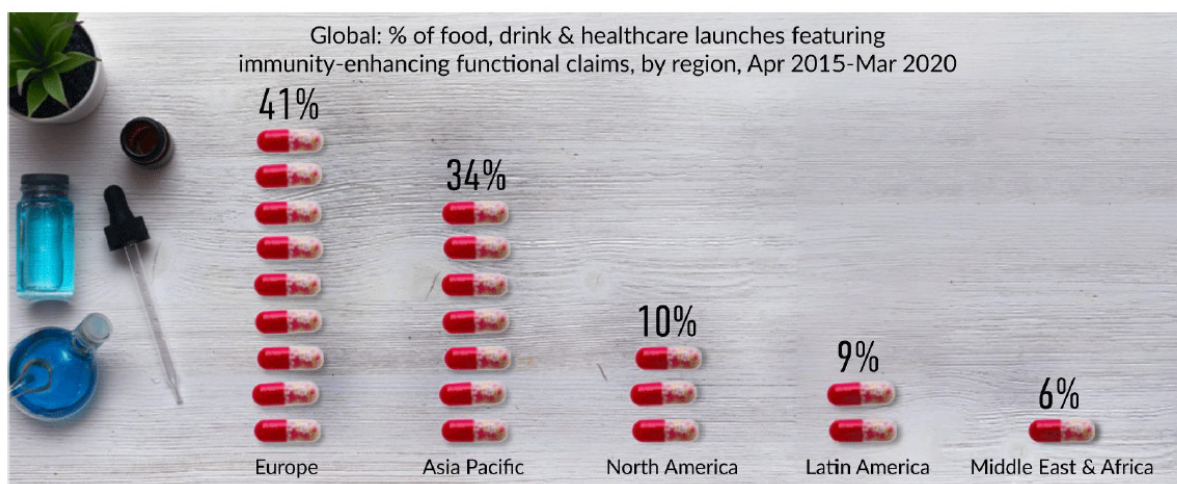 Global: % of food, drink & healthcare launches featuring
immunity-enhancing functional claims, by region, Apr 2015-Mar 2020
41%
34%
10%
9%
6%
Europe
Asia Pacific
North America
Latin America
Middle East & Africa